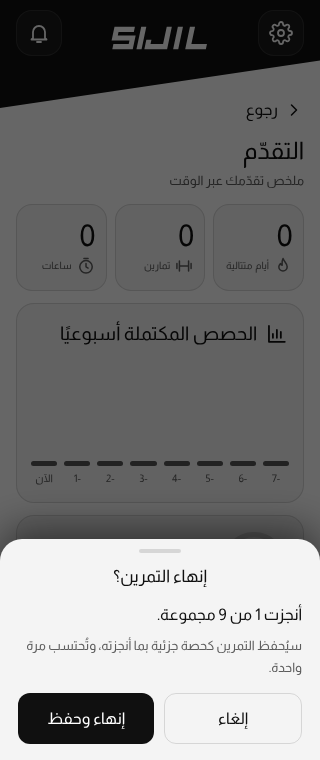 SIJIL
رجوع
التقدّم
ملخص تقدّمك عبر الوقت
0
أيام متتالية
0
تمارين
0
ساعات
الحصص المكتملة أسبوعيًا
-7
-6
-5
-4
-3
-2
-1
الآن
إنهاء التمرين؟
أنجزت 1 من 9 مجموعة.
سيُحفظ التمرين كحصة جزئية بما أنجزته، وتُحتسب مرة
واحدة.
إلغاء
إنهاء وحفظ